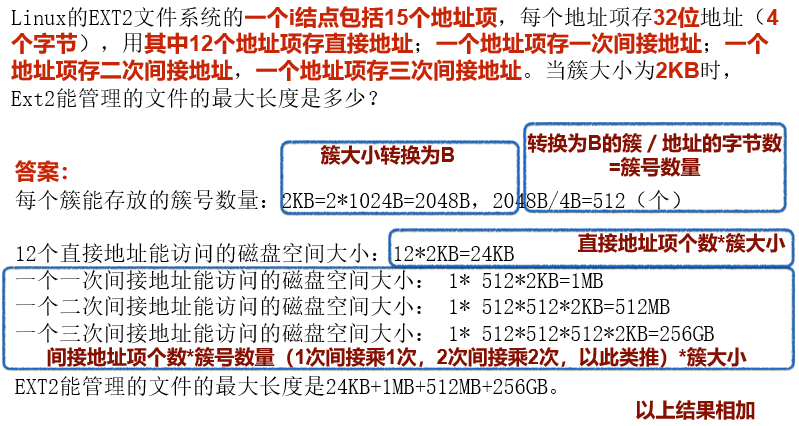 Linux的EXT2文件系统的一个i结点包括15个地址项，每个地址项存32位地址（4
个字节），用其中12个地址项存直接地址；一个地址项存一次间接地址；一个
地址项存二次间接地址，一个地址项存三次间接地址。当簇大小为2KB时，
Ext2能管理的文件的最大长度是多少？
答案：
簇大小转换为B
转换为B的簇 / 地址的字节数
=簇号数量
每个簇能存放的簇号数量：2KB=2*1024B=2048B，2048B/4B=512（个）
12个直接地址能访问的磁盘空间大小：12*2KB=24KB
直接地址项个数*簇大小
一个一次间接地址能访问的磁盘空间大小： 1* 512*2KB=1MB
一个二次间接地址能访问的磁盘空间大小： 1* 512*512*2KB=512MB
一个三次间接地址能访问的磁盘空间大小： 1* 512*512*512*2KB=256GB
间接地址项个数*簇号数量（1次间接乘1次，2次间接乘2次，以此类推）*簇大小
EXT2能管理的文件的最大长度是24KB+1MB+512MB+256GB。
以上结果相加